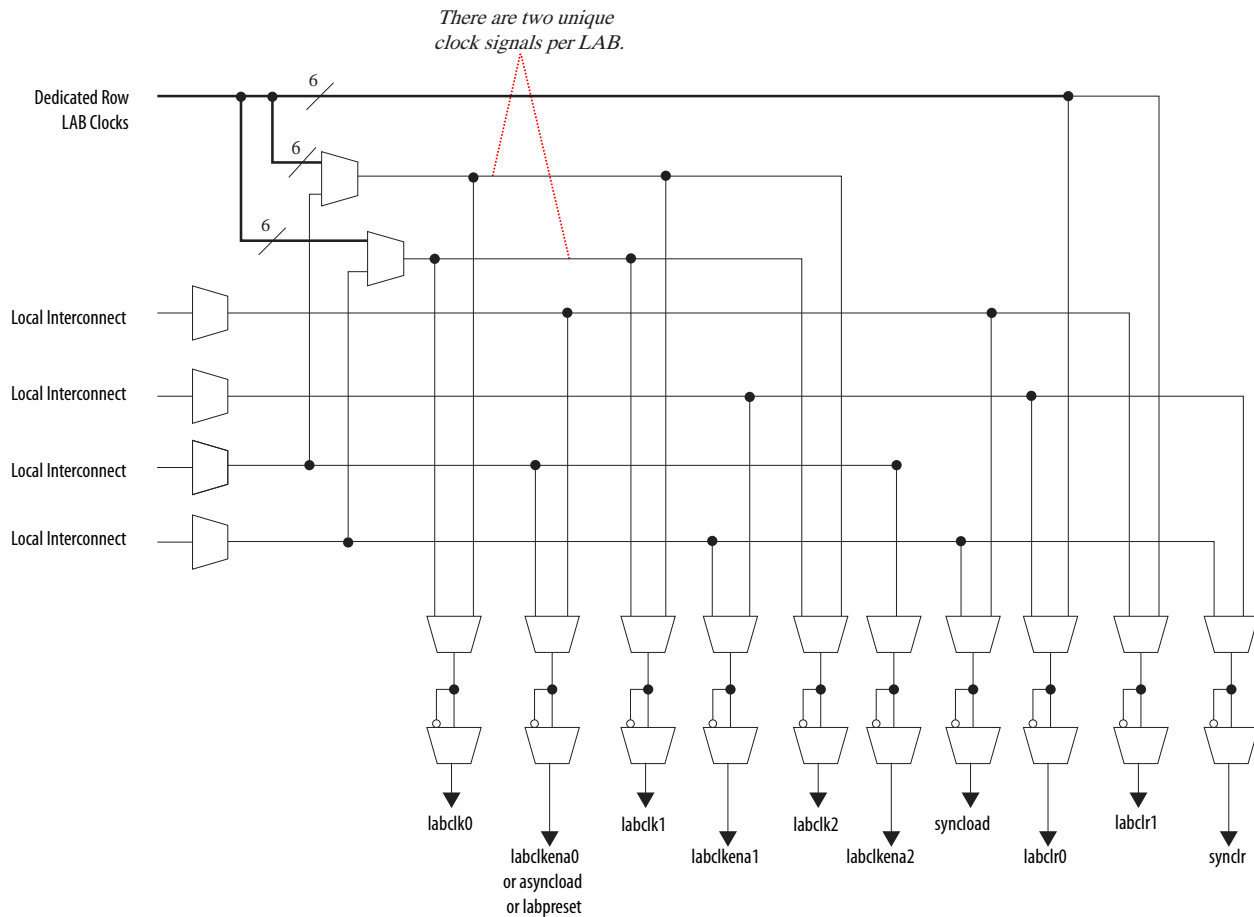 There are two unique
clock signals per LAB.
6
Dedicated Row
LAB Clocks
6
6
Local Interconnect
Local Interconnect
Local Interconnect
Local Interconnect
labclk0
labclk1
labclk2
syncload
labclr1
labclkena0
or asyncload
or labpreset
labclkena1
labclkena2
labclr0
synclr